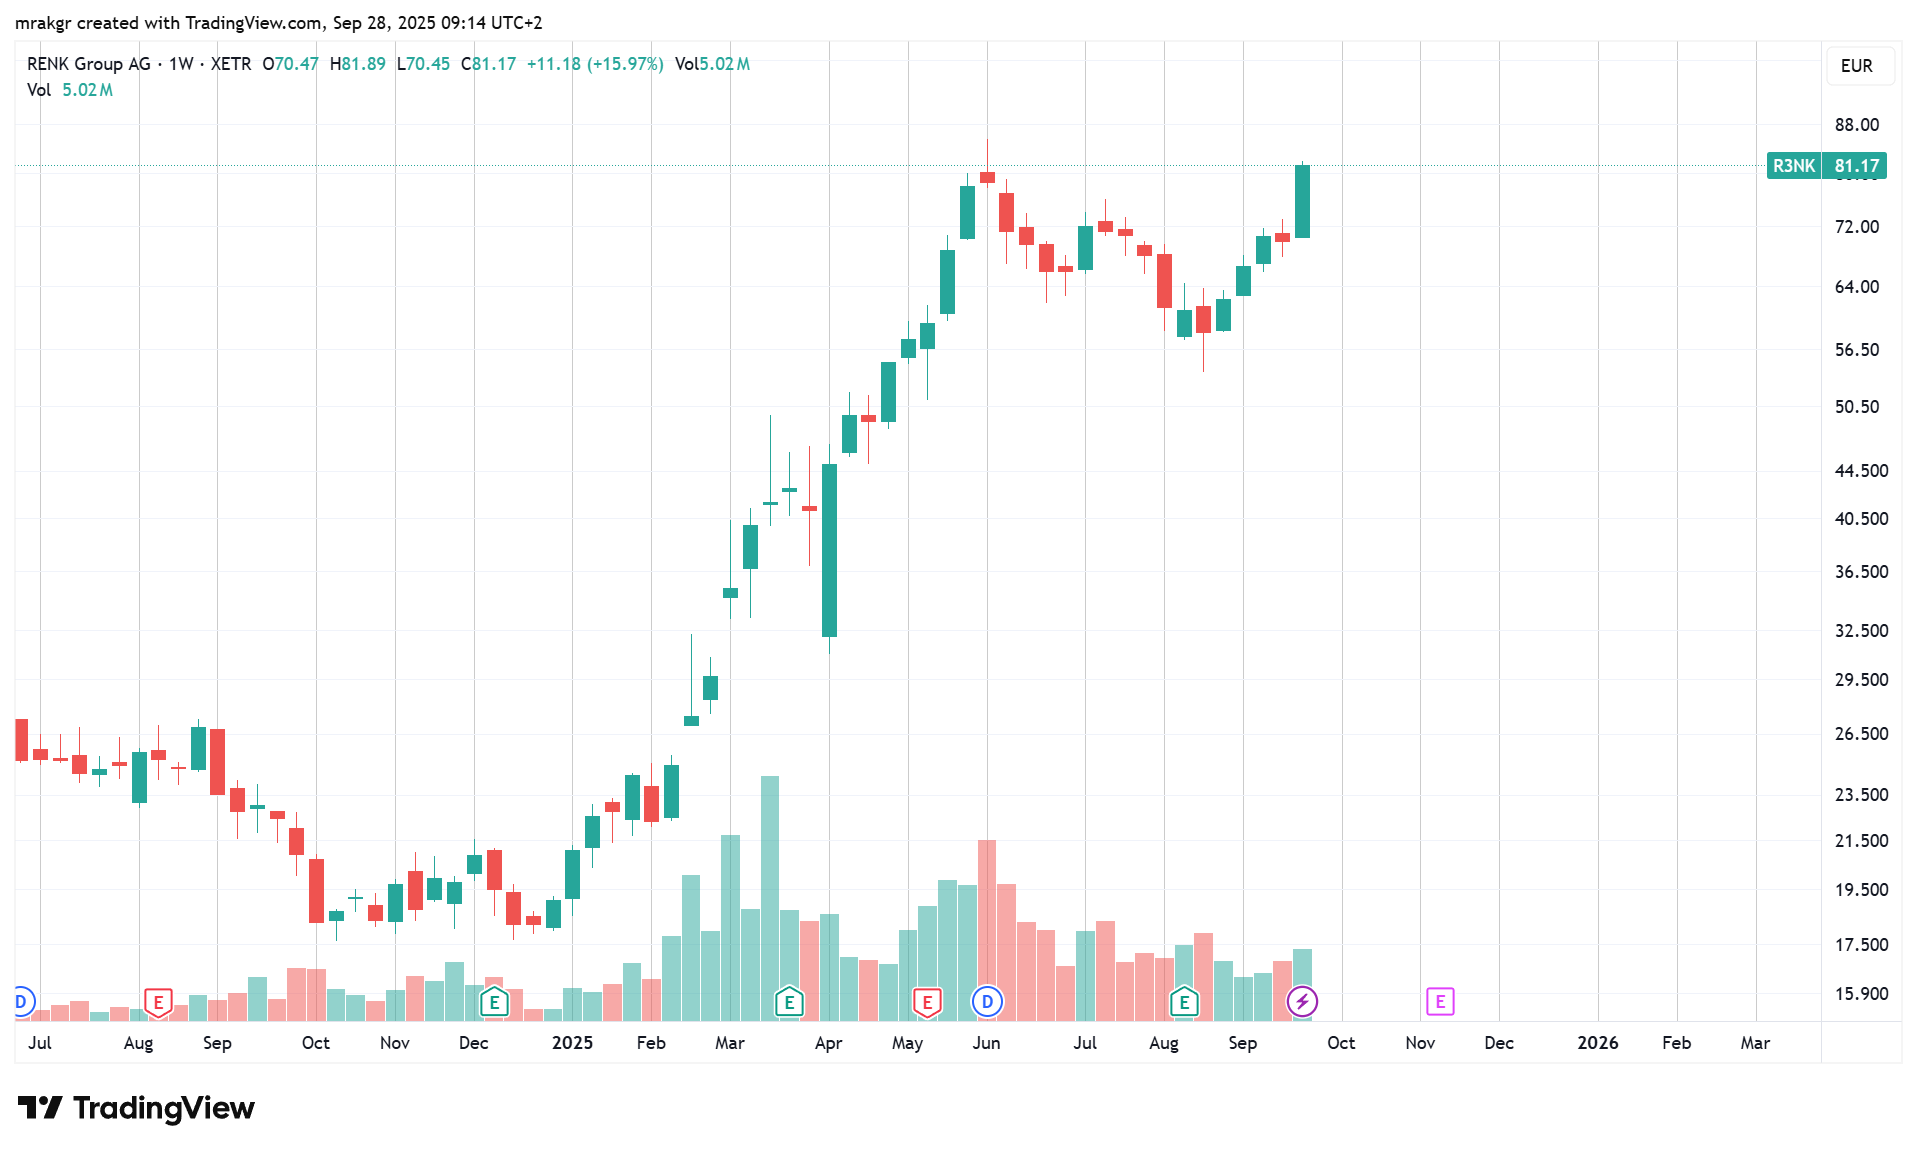 mrakgr created with TradingView.com, Sep 28, 2025 09:14 UTC+2
RENK Group AG · 1W · XETR O70.47 H81.89 L70.45 C81.17 +11.18 (+15.97%) Vol5.02M
Vol 5.02M
EUR
88.00
R3NK 81.17
72.00
64.00
56.50
50.50
44.500
40.500
36.500
32.500
29.500
26.500
23.500
21.500
19.500
17.500
15.900
D E E E E D E E
Jul Aug Sep Oct Nov Dec 2025 Feb Mar Apr May Jun Jul Aug Sep Oct Nov Dec 2026 Feb Mar
TradingView